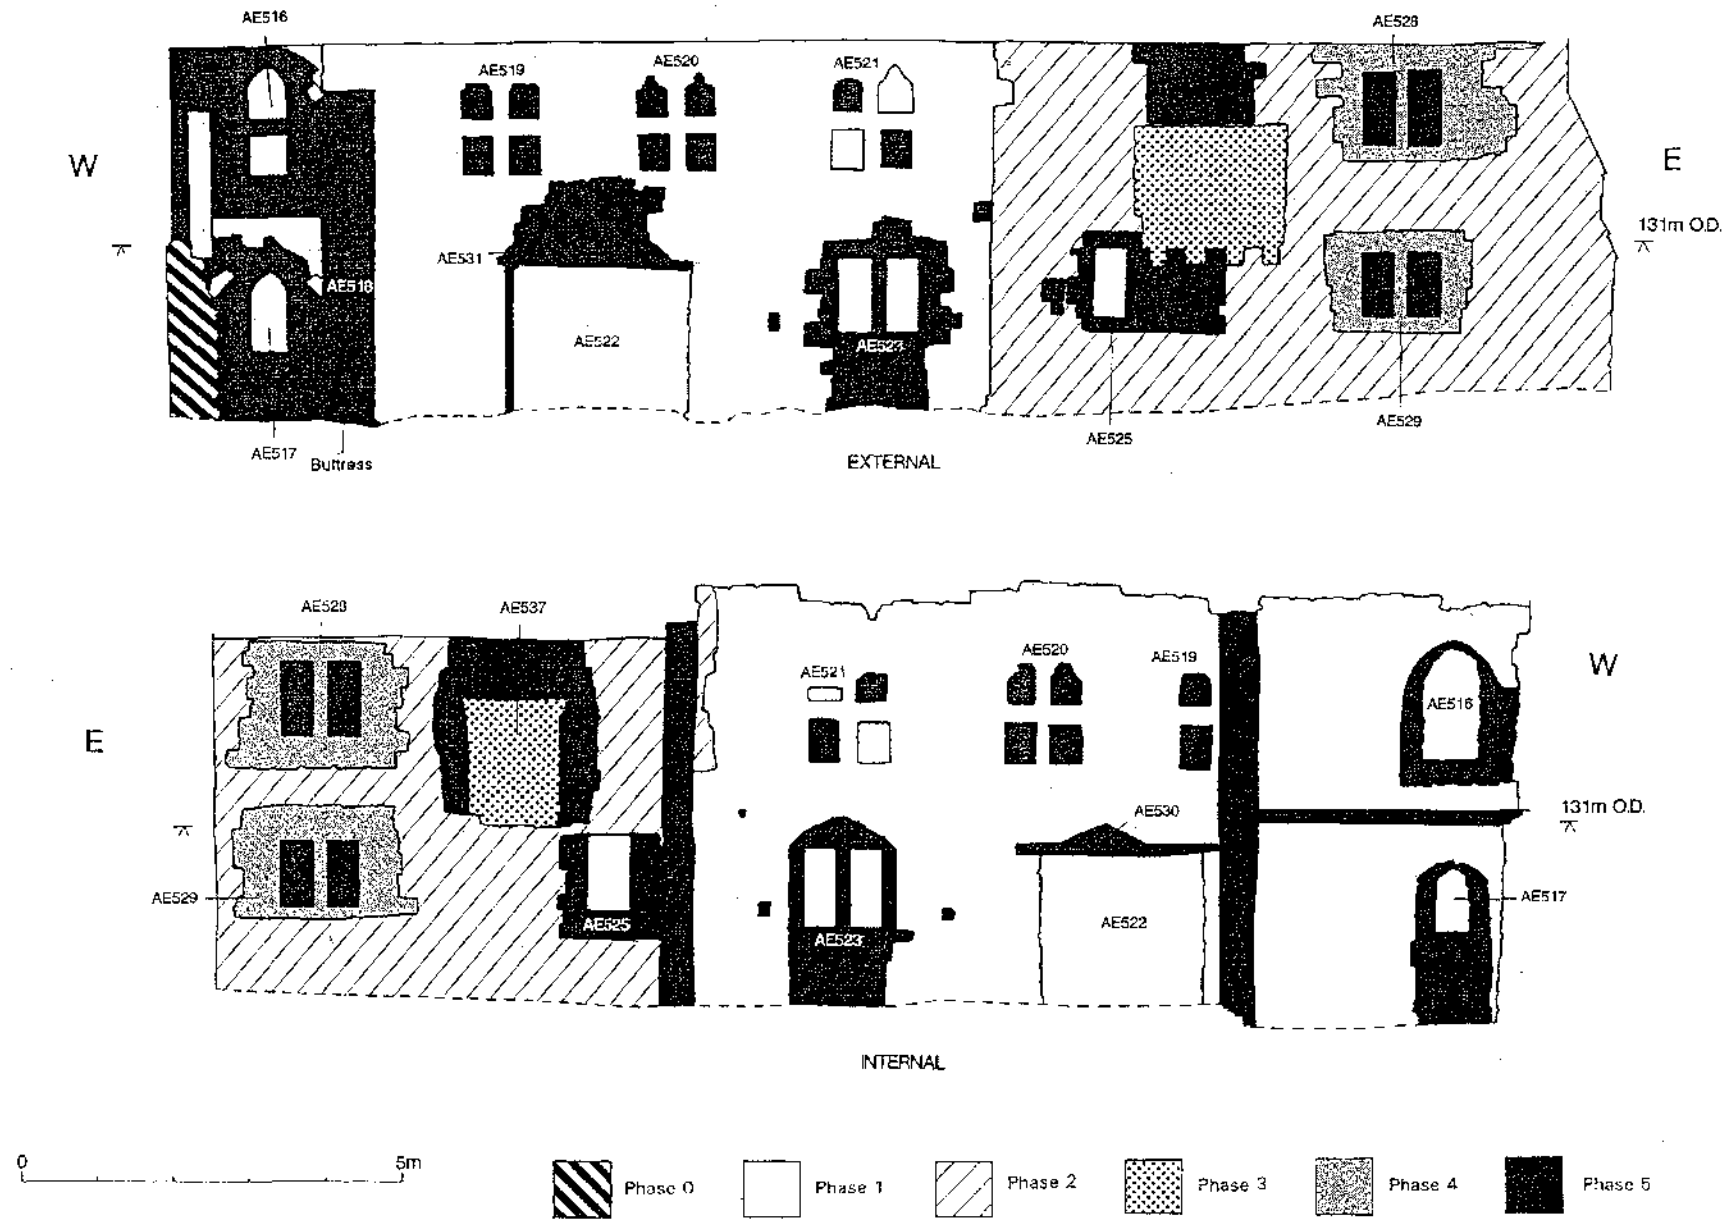 AE516
AE528
AE519
AE520
AE521
W
E
131m O.D.
AE531
AE518
AE522
AE523
AE529
AE525
AE517
Buttress
EXTERNAL
AE528
AE537
AE520
AE521
AE519
W
AE516
E
AE530
131m O.D.
AE529
AE517
AE525
AE522
AE523
INTERNAL
0
5m
Phase 0
Phase 1
Phase 2
Phase 3
Phase 4
Phase 5